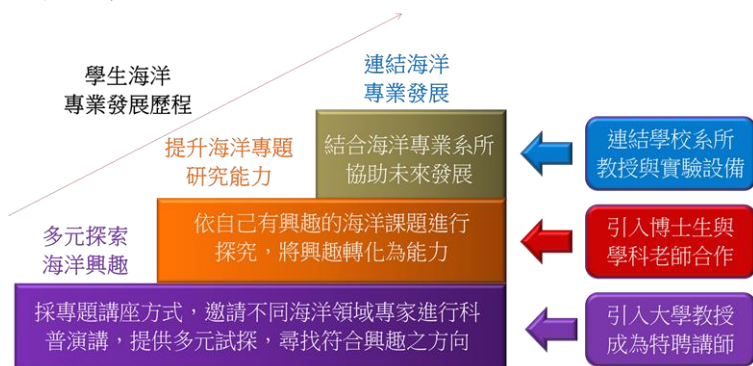 學生海洋
專業發展歷程
連結海洋
專業發展
結合海洋專業系所
協助未來發展
連結學校系所
教授與實驗設備
提升海洋專題
研究能力
依自己有興趣的海洋課題進行
探究，將興趣轉化為能力
引入博士生與
學科老師合作
多元探索
海洋興趣
採專題講座方式，邀請不同海洋領域專家進行科
普演講，提供多元試探，尋找符合興趣之方向
引入大學教授
成為特聘講師